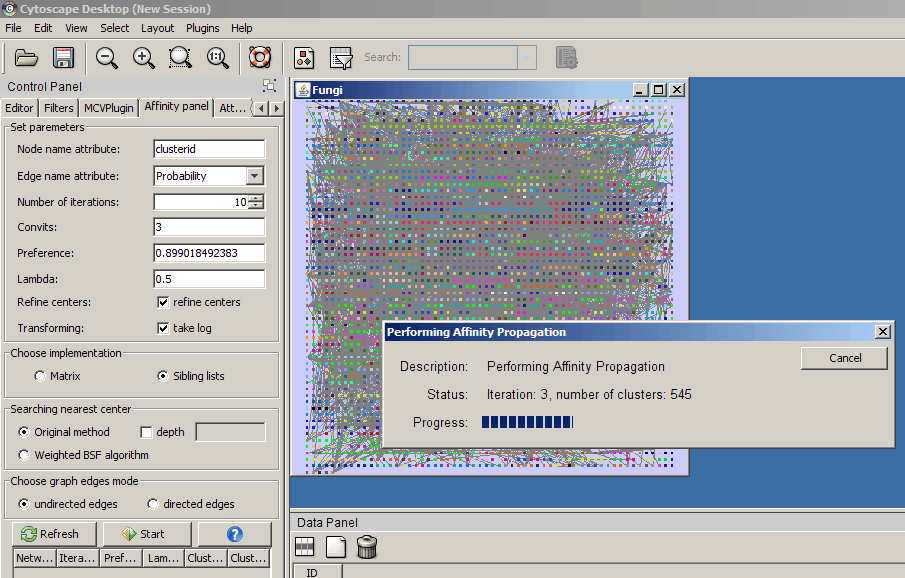 Cytoscape Desktop (New Session)
File Edit View Select Layout Plugins Help
Search:
Control Panel
Editor Filters MCVPlugin Affinity panel Att...
Set parameters
Node name attribute: clusterid
Edge name attribute: Probability
Number of iterations: 10
Convits: 3
Preference: 0.899018492383
Lambda: 0.5
Refine centers: refine centers
Transforming: take log
Choose implementation
Matrix Sibling lists
Searching nearest center
Original method depth
Weighted BSF algorithm
Choose graph edges mode
undirected edges directed edges
Refresh Start ?
Netw... Itera... Pref... Lam... Clust... Clust...
Fungi
Performing Affinity Propagation
Description: Performing Affinity Propagation
Cancel
Status: Iteration: 3, number of clusters: 545
Progress:
Data Panel
ID